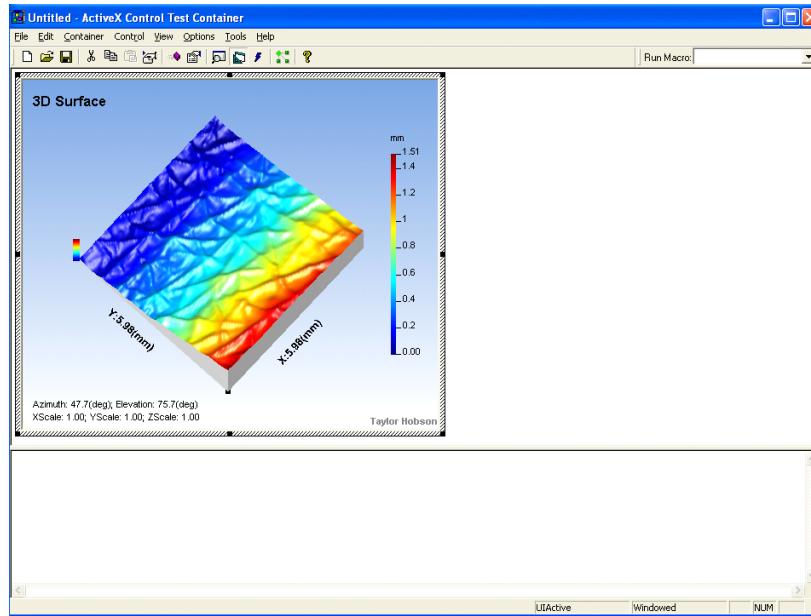 Untitled - ActiveX Control Test Container
File Edit Container Control View Options Tools Help
Run Macro:
3D Surface
mm
1.51
1.4
1.2
1
0.8
0.6
0.4
0.2
0.00
Y:5.98(mm)
X:5.98(mm)
Azimuth: 47.7(deg); Elevation: 75.7(deg)
XScale: 1.00; YScale: 1.00; ZScale: 1.00
Taylor Hobson
UIActive Windowed NUM